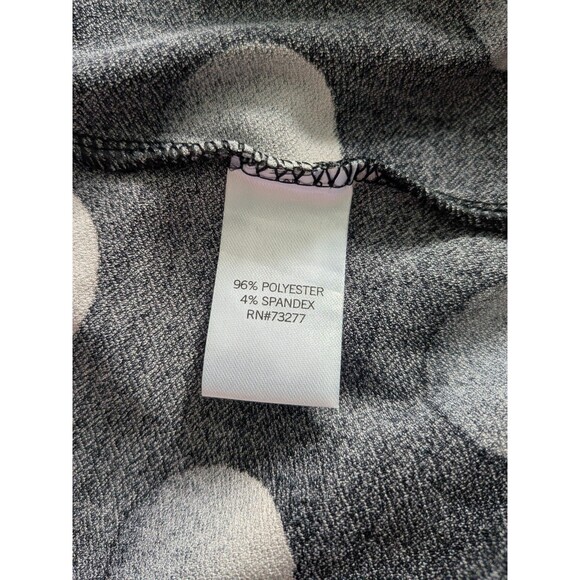 96% POLYESTER
4% SPANDEX
RN#73277